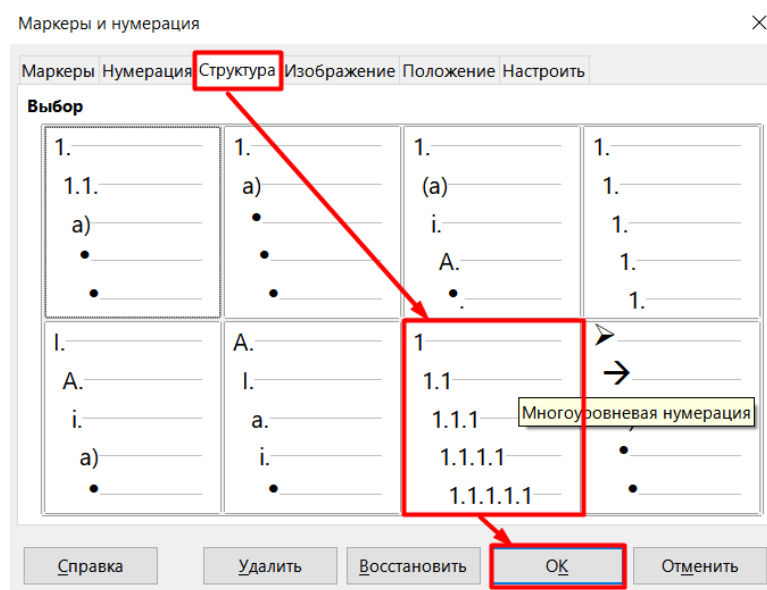 Маркеры и нумерация
Маркеры Нумерация Структура Изображение Положение Настроить
Выбор
1. 1. 1. 1.
1.1. a) (a) 1.
a) • i. 1.
• • A. 1.
• • •. 1.
I. A. 1 ➢
A. I. 1.1 →
i. a. 1.1.1 Многоуровневая нумерация
a) i. 1.1.1.1 •
• • 1.1.1.1.1 •
Справка Удалить Восстановить ОК Отменить